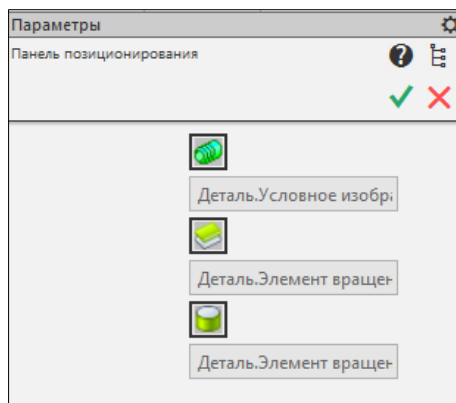 Параметры
Панель позиционирования
?
Деталь.Условное изобра
Деталь.Элемент вращен
Деталь.Элемент вращен